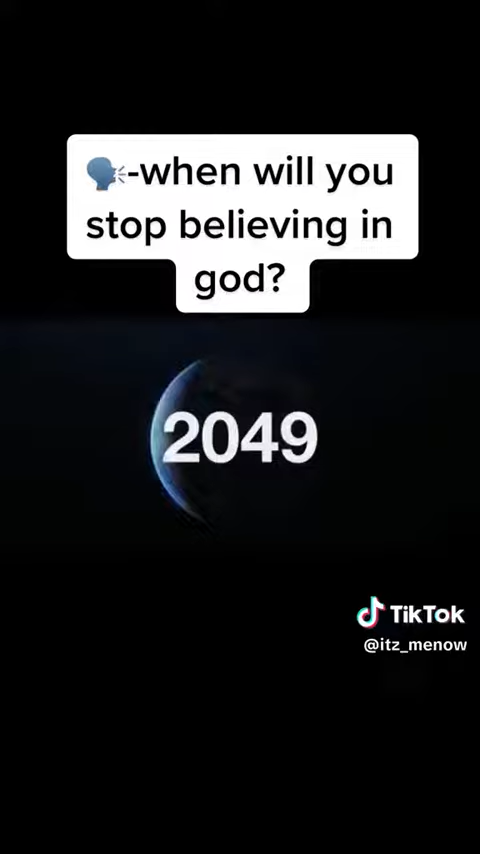 🗣️-when will you
stop believing in
god?
2049
TikTok
@itz_menow